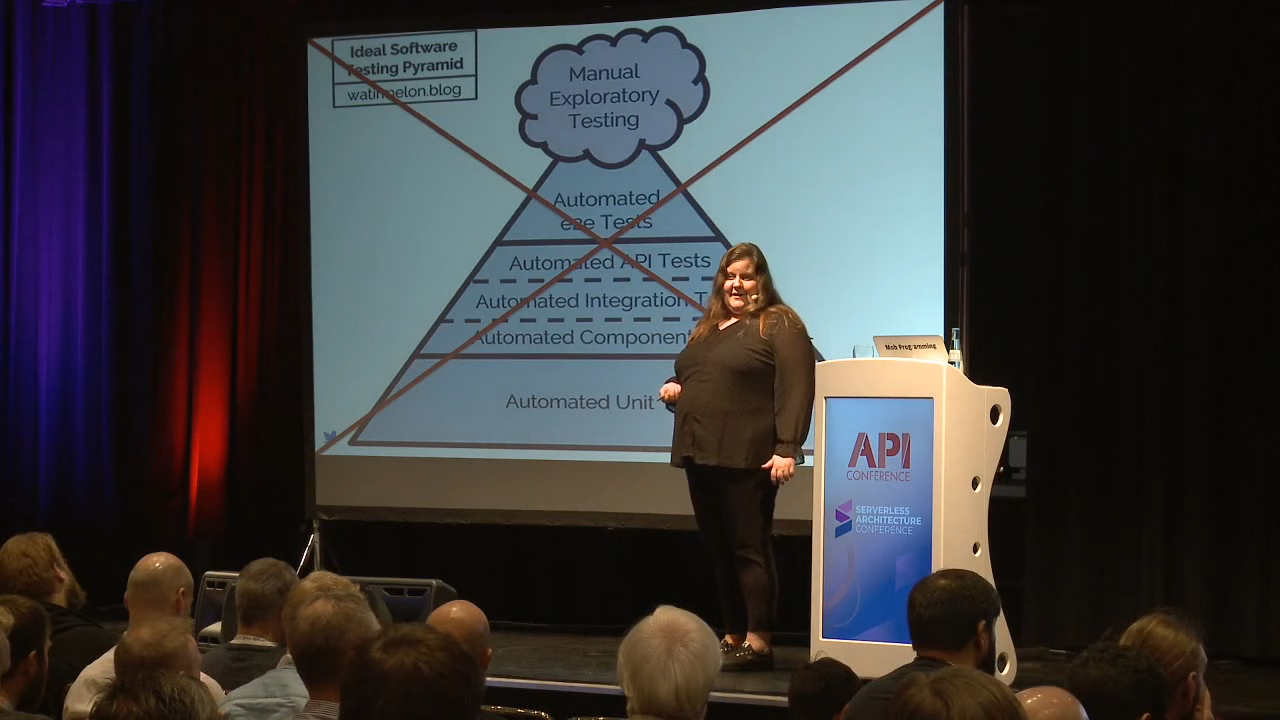 Ideal Software
Testing Pyramid
watirmelon.blog
Manual
Exploratory
Testing
Automated
e2e Tests
Automated API Tests
Automated Integration T
Automated Component
Automated Unit
Mob Programming
API
CONFERENCE
SERVERLESS
ARCHITECTURE
CONFERENCE